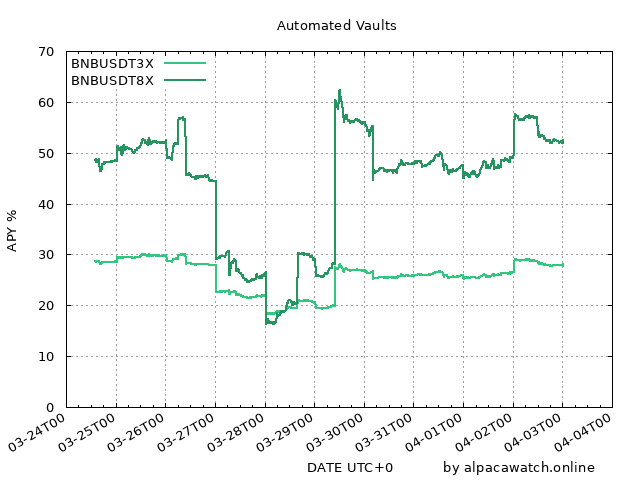 Automated Vaults
70
60
50
40
30
20
10
0
APY %
BNBUSDT3X
BNBUSDT8X
03-24T00
03-25T00
03-26T00
03-27T00
03-28T00
03-29T00
03-30T00
03-31T00
04-01T00
04-02T00
04-03T00
04-04T00
DATE UTC+0
by alpacawatch.online